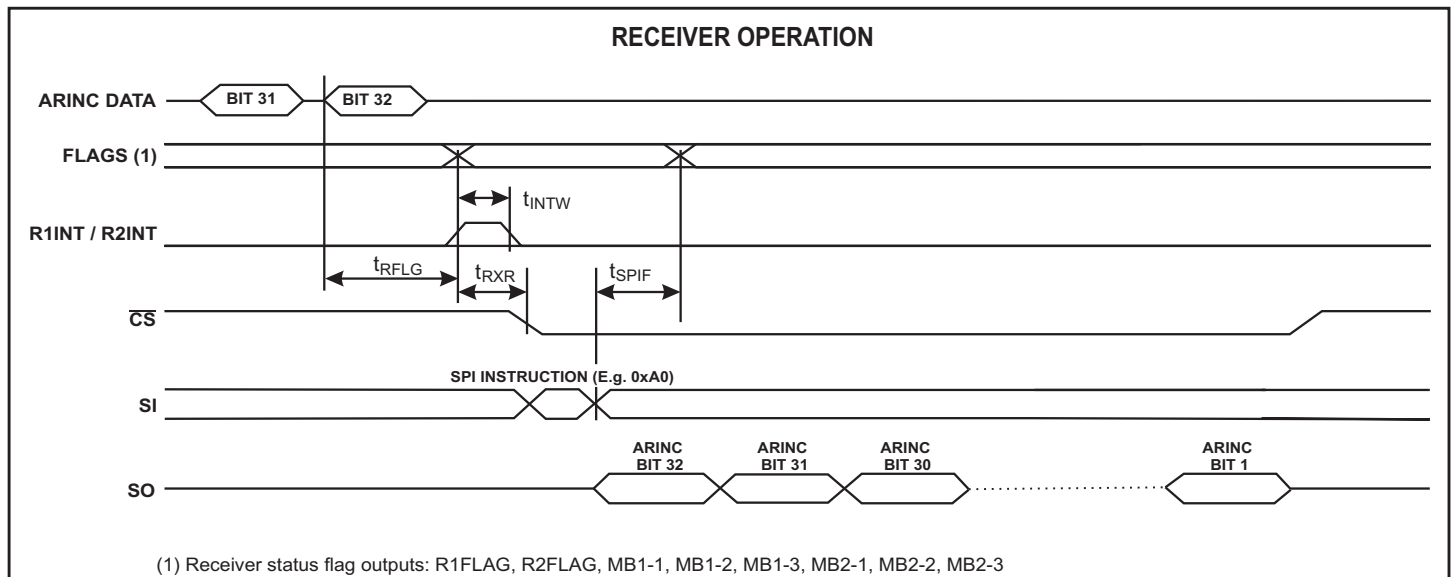 RECEIVER OPERATION
ARINC DATA
BIT 31
BIT 32
FLAGS (1)
tINTW
R1INT / R2INT
tRFLG
tRXR
tSPIF
CS
SPI INSTRUCTION (E.g. 0xA0)
SI
ARINC
BIT 32
ARINC
BIT 31
ARINC
BIT 30
ARINC
BIT 1
SO
(1) Receiver status flag outputs: R1FLAG, R2FLAG, MB1-1, MB1-2, MB1-3, MB2-1, MB2-2, MB2-3